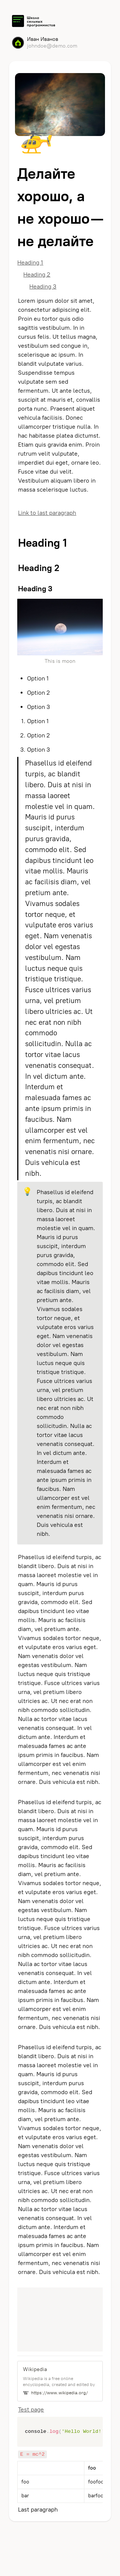 Школа
сильных
программистов
Иван Иванов
johndoe@demo.com
Делайте
хорошо, а
не хорошо —
не делайте
Heading 1
Heading 2
Heading 3
Lorem ipsum dolor sit amet,
consectetur adipiscing elit.
Proin eu tortor quis odio
sagittis vestibulum. In in
cursus felis. Ut tellus magna,
vestibulum sed congue in,
scelerisque ac ipsum. In
blandit vulputate varius.
Suspendisse tempus
vulputate sem sed
fermentum. Ut ante lectus,
suscipit at mauris et, convallis
porta nunc. Praesent aliquet
vehicula facilisis. Donec
ullamcorper tristique nulla. In
hac habitasse platea dictumst.
Etiam quis gravida enim. Proin
rutrum velit vulputate,
imperdiet dui eget, ornare leo.
Fusce vitae dui velit.
Vestibulum aliquam libero in
massa scelerisque luctus.
Link to last paragraph
Heading 1
Heading 2
Heading 3
This is moon
• Option 1
• Option 2
• Option 3
1. Option 1
2. Option 2
3. Option 3
Phasellus id eleifend
turpis, ac blandit
libero. Duis at nisi in
massa laoreet
molestie vel in quam.
Mauris id purus
suscipit, interdum
purus gravida,
commodo elit. Sed
dapibus tincidunt leo
vitae mollis. Mauris
ac facilisis diam, vel
pretium ante.
Vivamus sodales
tortor neque, et
vulputate eros varius
eget. Nam venenatis
dolor vel egestas
vestibulum. Nam
luctus neque quis
tristique tristique.
Fusce ultrices varius
urna, vel pretium
libero ultricies ac. Ut
nec erat non nibh
commodo
sollicitudin. Nulla ac
tortor vitae lacus
venenatis consequat.
In vel dictum ante.
Interdum et
malesuada fames ac
ante ipsum primis in
faucibus. Nam
ullamcorper est vel
enim fermentum, nec
venenatis nisi ornare.
Duis vehicula est
nibh.
Phasellus id eleifend
turpis, ac blandit
libero. Duis at nisi in
massa laoreet
molestie vel in quam.
Mauris id purus
suscipit, interdum
purus gravida,
commodo elit. Sed
dapibus tincidunt leo
vitae mollis. Mauris
ac facilisis diam, vel
pretium ante.
Vivamus sodales
tortor neque, et
vulputate eros varius
eget. Nam venenatis
dolor vel egestas
vestibulum. Nam
luctus neque quis
tristique tristique.
Fusce ultrices varius
urna, vel pretium
libero ultricies ac. Ut
nec erat non nibh
commodo
sollicitudin. Nulla ac
tortor vitae lacus
venenatis consequat.
In vel dictum ante.
Interdum et
malesuada fames ac
ante ipsum primis in
faucibus. Nam
ullamcorper est vel
enim fermentum, nec
venenatis nisi ornare.
Duis vehicula est
nibh.
Phasellus id eleifend turpis, ac
blandit libero. Duis at nisi in
massa laoreet molestie vel in
quam. Mauris id purus
suscipit, interdum purus
gravida, commodo elit. Sed
dapibus tincidunt leo vitae
mollis. Mauris ac facilisis
diam, vel pretium ante.
Vivamus sodales tortor neque,
et vulputate eros varius eget.
Nam venenatis dolor vel
egestas vestibulum. Nam
luctus neque quis tristique
tristique. Fusce ultrices varius
urna, vel pretium libero
ultricies ac. Ut nec erat non
nibh commodo sollicitudin.
Nulla ac tortor vitae lacus
venenatis consequat. In vel
dictum ante. Interdum et
malesuada fames ac ante
ipsum primis in faucibus. Nam
ullamcorper est vel enim
fermentum, nec venenatis nisi
ornare. Duis vehicula est nibh.
Phasellus id eleifend turpis, ac
blandit libero. Duis at nisi in
massa laoreet molestie vel in
quam. Mauris id purus
suscipit, interdum purus
gravida, commodo elit. Sed
dapibus tincidunt leo vitae
mollis. Mauris ac facilisis
diam, vel pretium ante.
Vivamus sodales tortor neque,
et vulputate eros varius eget.
Nam venenatis dolor vel
egestas vestibulum. Nam
luctus neque quis tristique
tristique. Fusce ultrices varius
urna, vel pretium libero
ultricies ac. Ut nec erat non
nibh commodo sollicitudin.
Nulla ac tortor vitae lacus
venenatis consequat. In vel
dictum ante. Interdum et
malesuada fames ac ante
ipsum primis in faucibus. Nam
ullamcorper est vel enim
fermentum, nec venenatis nisi
ornare. Duis vehicula est nibh.
Phasellus id eleifend turpis, ac
blandit libero. Duis at nisi in
massa laoreet molestie vel in
quam. Mauris id purus
suscipit, interdum purus
gravida, commodo elit. Sed
dapibus tincidunt leo vitae
mollis. Mauris ac facilisis
diam, vel pretium ante.
Vivamus sodales tortor neque,
et vulputate eros varius eget.
Nam venenatis dolor vel
egestas vestibulum. Nam
luctus neque quis tristique
tristique. Fusce ultrices varius
urna, vel pretium libero
ultricies ac. Ut nec erat non
nibh commodo sollicitudin.
Nulla ac tortor vitae lacus
venenatis consequat. In vel
dictum ante. Interdum et
malesuada fames ac ante
ipsum primis in faucibus. Nam
ullamcorper est vel enim
fermentum, nec venenatis nisi
ornare. Duis vehicula est nibh.
Wikipedia
Wikipedia is a free online
encyclopedia, created and edited by
https://www.wikipedia.org/
Test page
console.log('Hello World!'
E = mc^2
foo
foo foofoo
bar barfoo
Last paragraph